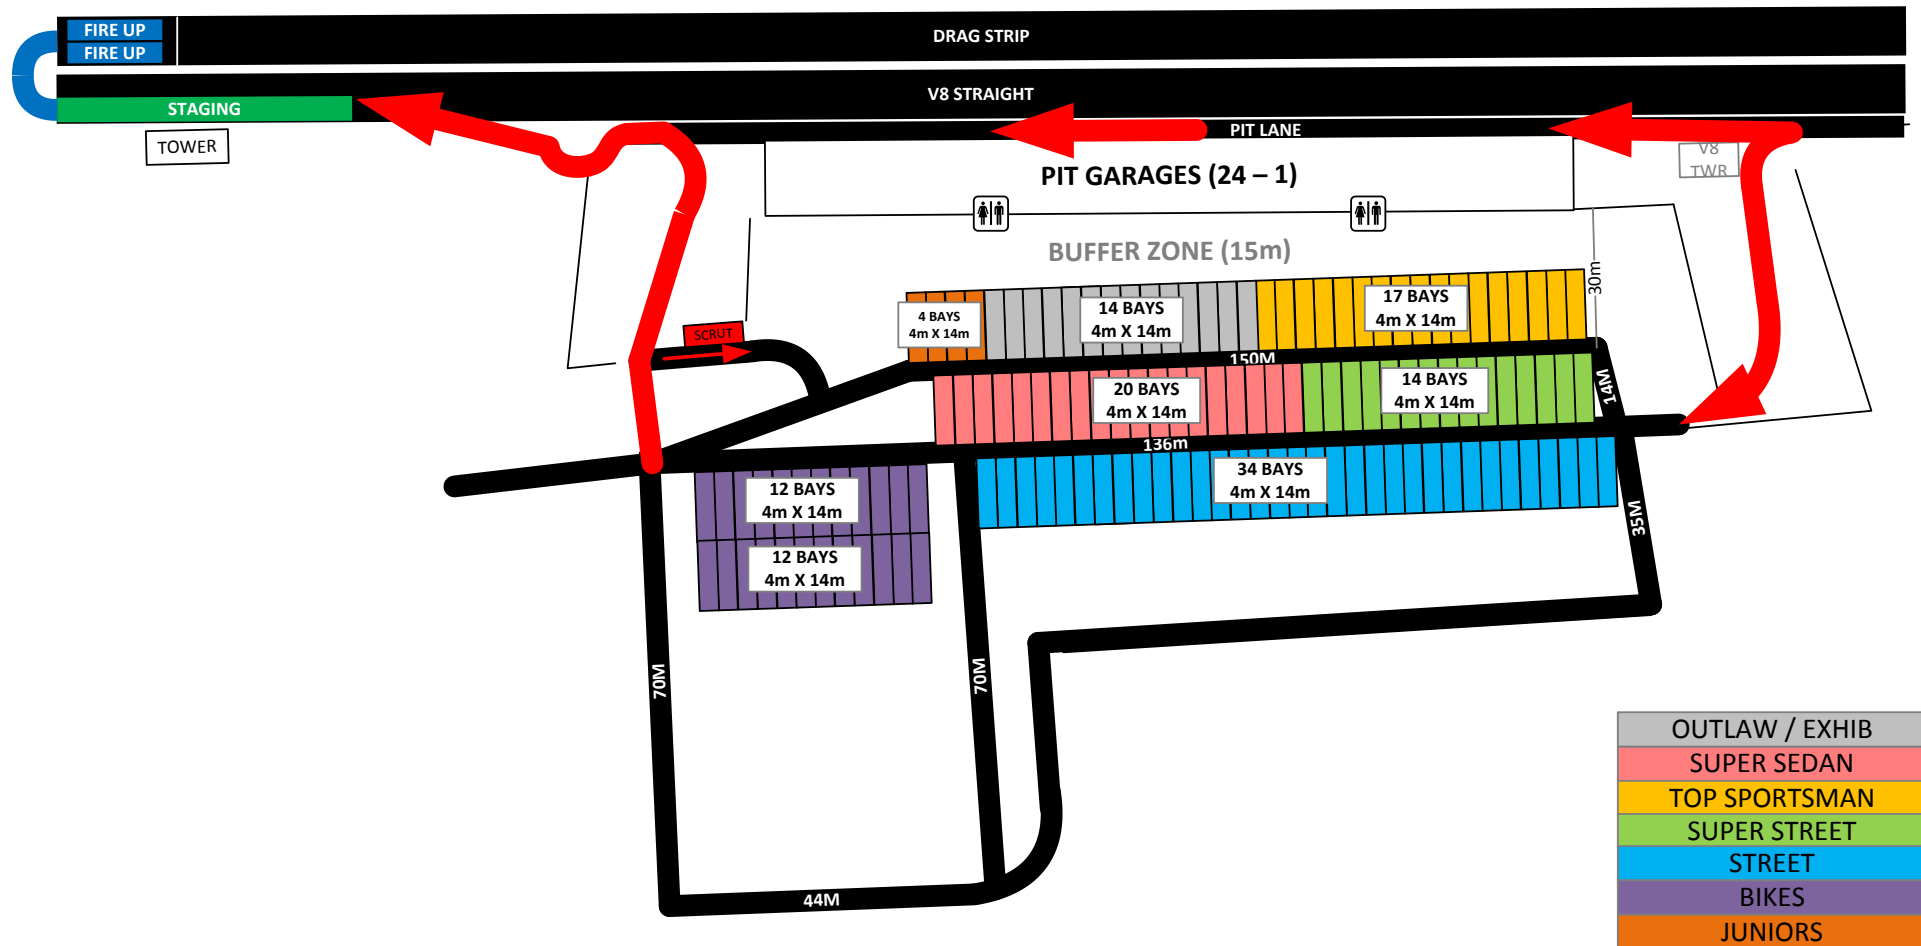 FIRE UP
FIRE UP
DRAG STRIP
V8 STRAIGHT
STAGING
PIT LANE
TOWER
V8
TWR
PIT GARAGES (24 – 1)
BUFFER ZONE (15m)
30m
4 BAYS
4m X 14m
14 BAYS
4m X 14m
17 BAYS
4m X 14m
SCRUT
150M
20 BAYS
4m X 14m
14 BAYS
4m X 14m
14M
136m
34 BAYS
4m X 14m
12 BAYS
4m X 14m
12 BAYS
4m X 14m
35M
70M
70M
44M
OUTLAW / EXHIB
SUPER SEDAN
TOP SPORTSMAN
SUPER STREET
STREET
BIKES
JUNIORS